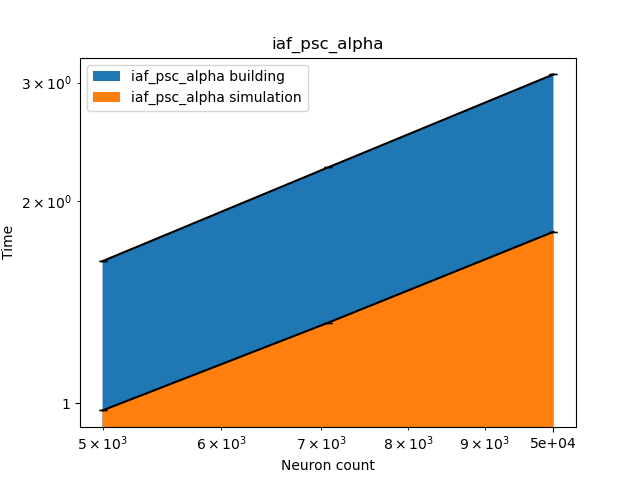 iaf_psc_alpha
iaf_psc_alpha building
iaf_psc_alpha simulation
3 × 10⁰
2 × 10⁰
1
Time
5 × 10³ 6 × 10³ 7 × 10³ 8 × 10³ 9 × 10³ 5e+04
Neuron count